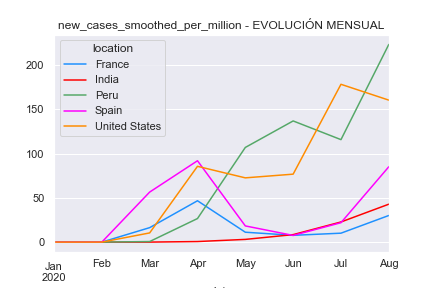 new_cases_smoothed_per_million - EVOLUCIÓN MENSUAL
location
France
India
Peru
Spain
United States
200
150
100
50
0
Jan
2020
Feb
Mar
Apr
May
Jun
Jul
Aug